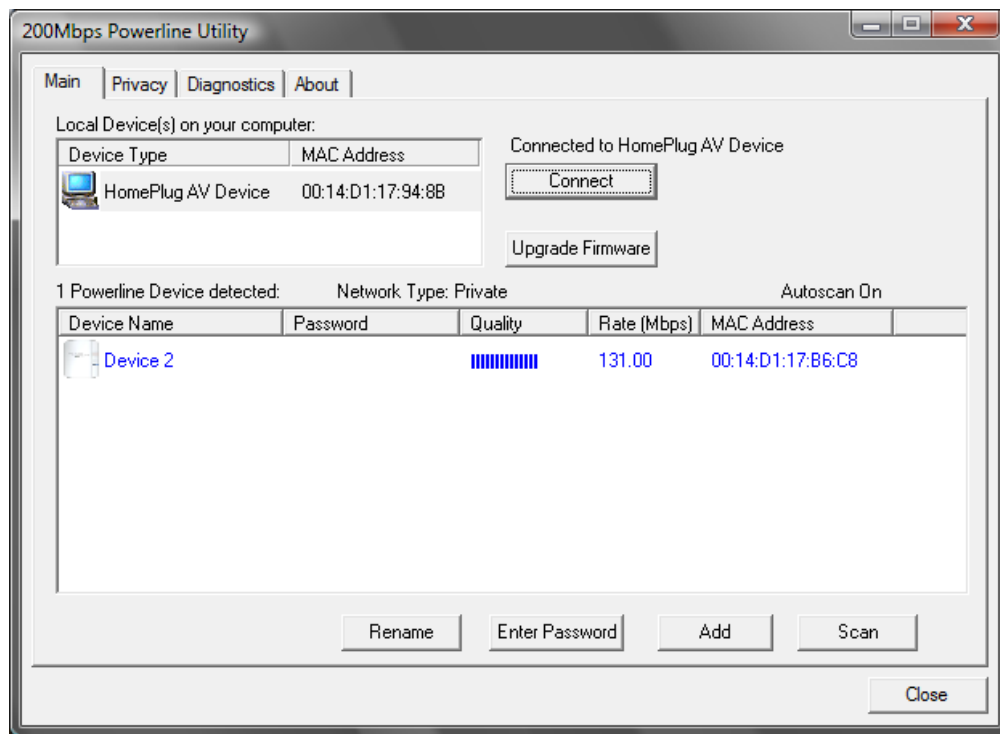 200Mbps Powerline Utility
Main Privacy Diagnostics About
Local Device(s) on your computer:
Device Type MAC Address
HomePlug AV Device 00:14:D1:17:94:8B
Connected to HomePlug AV Device
Connect
Upgrade Firmware
1 Powerline Device detected: Network Type: Private Autoscan On
Device Name Password Quality Rate (Mbps) MAC Address
Device 2 131.00 00:14:D1:17:B6:C8
Rename Enter Password Add Scan
Close